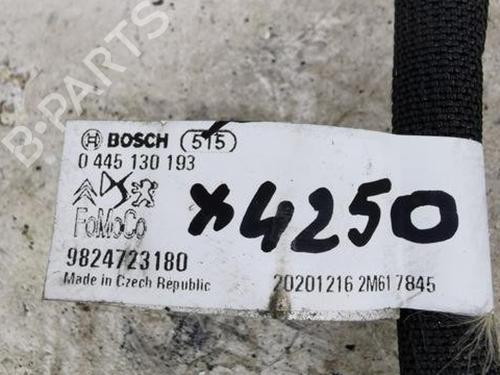 B-Parts
BOSCH 515
0 445 130 193
FoMoCo
x4250
9824723180
Made in Czech Republic
20201216 2M61 7845